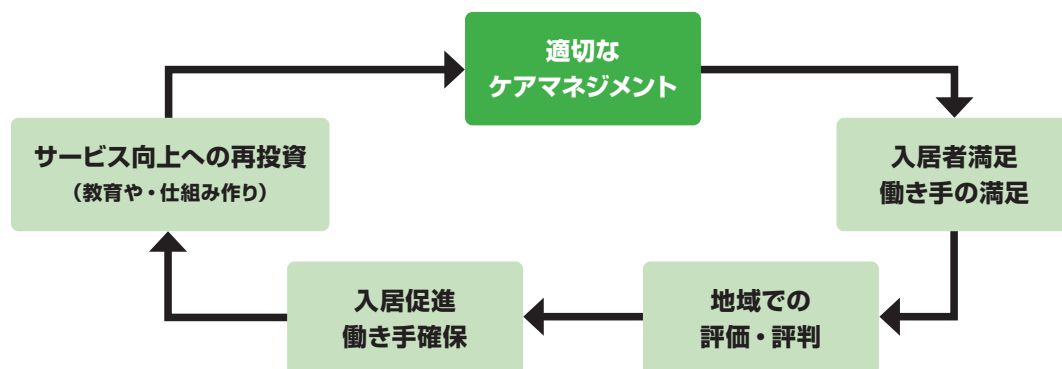 適切な
ケアマネジメント
入居者満足
働き手の満足
地域での
評価・評判
入居促進
働き手確保
サービス向上への再投資
（教育や・仕組み作り）